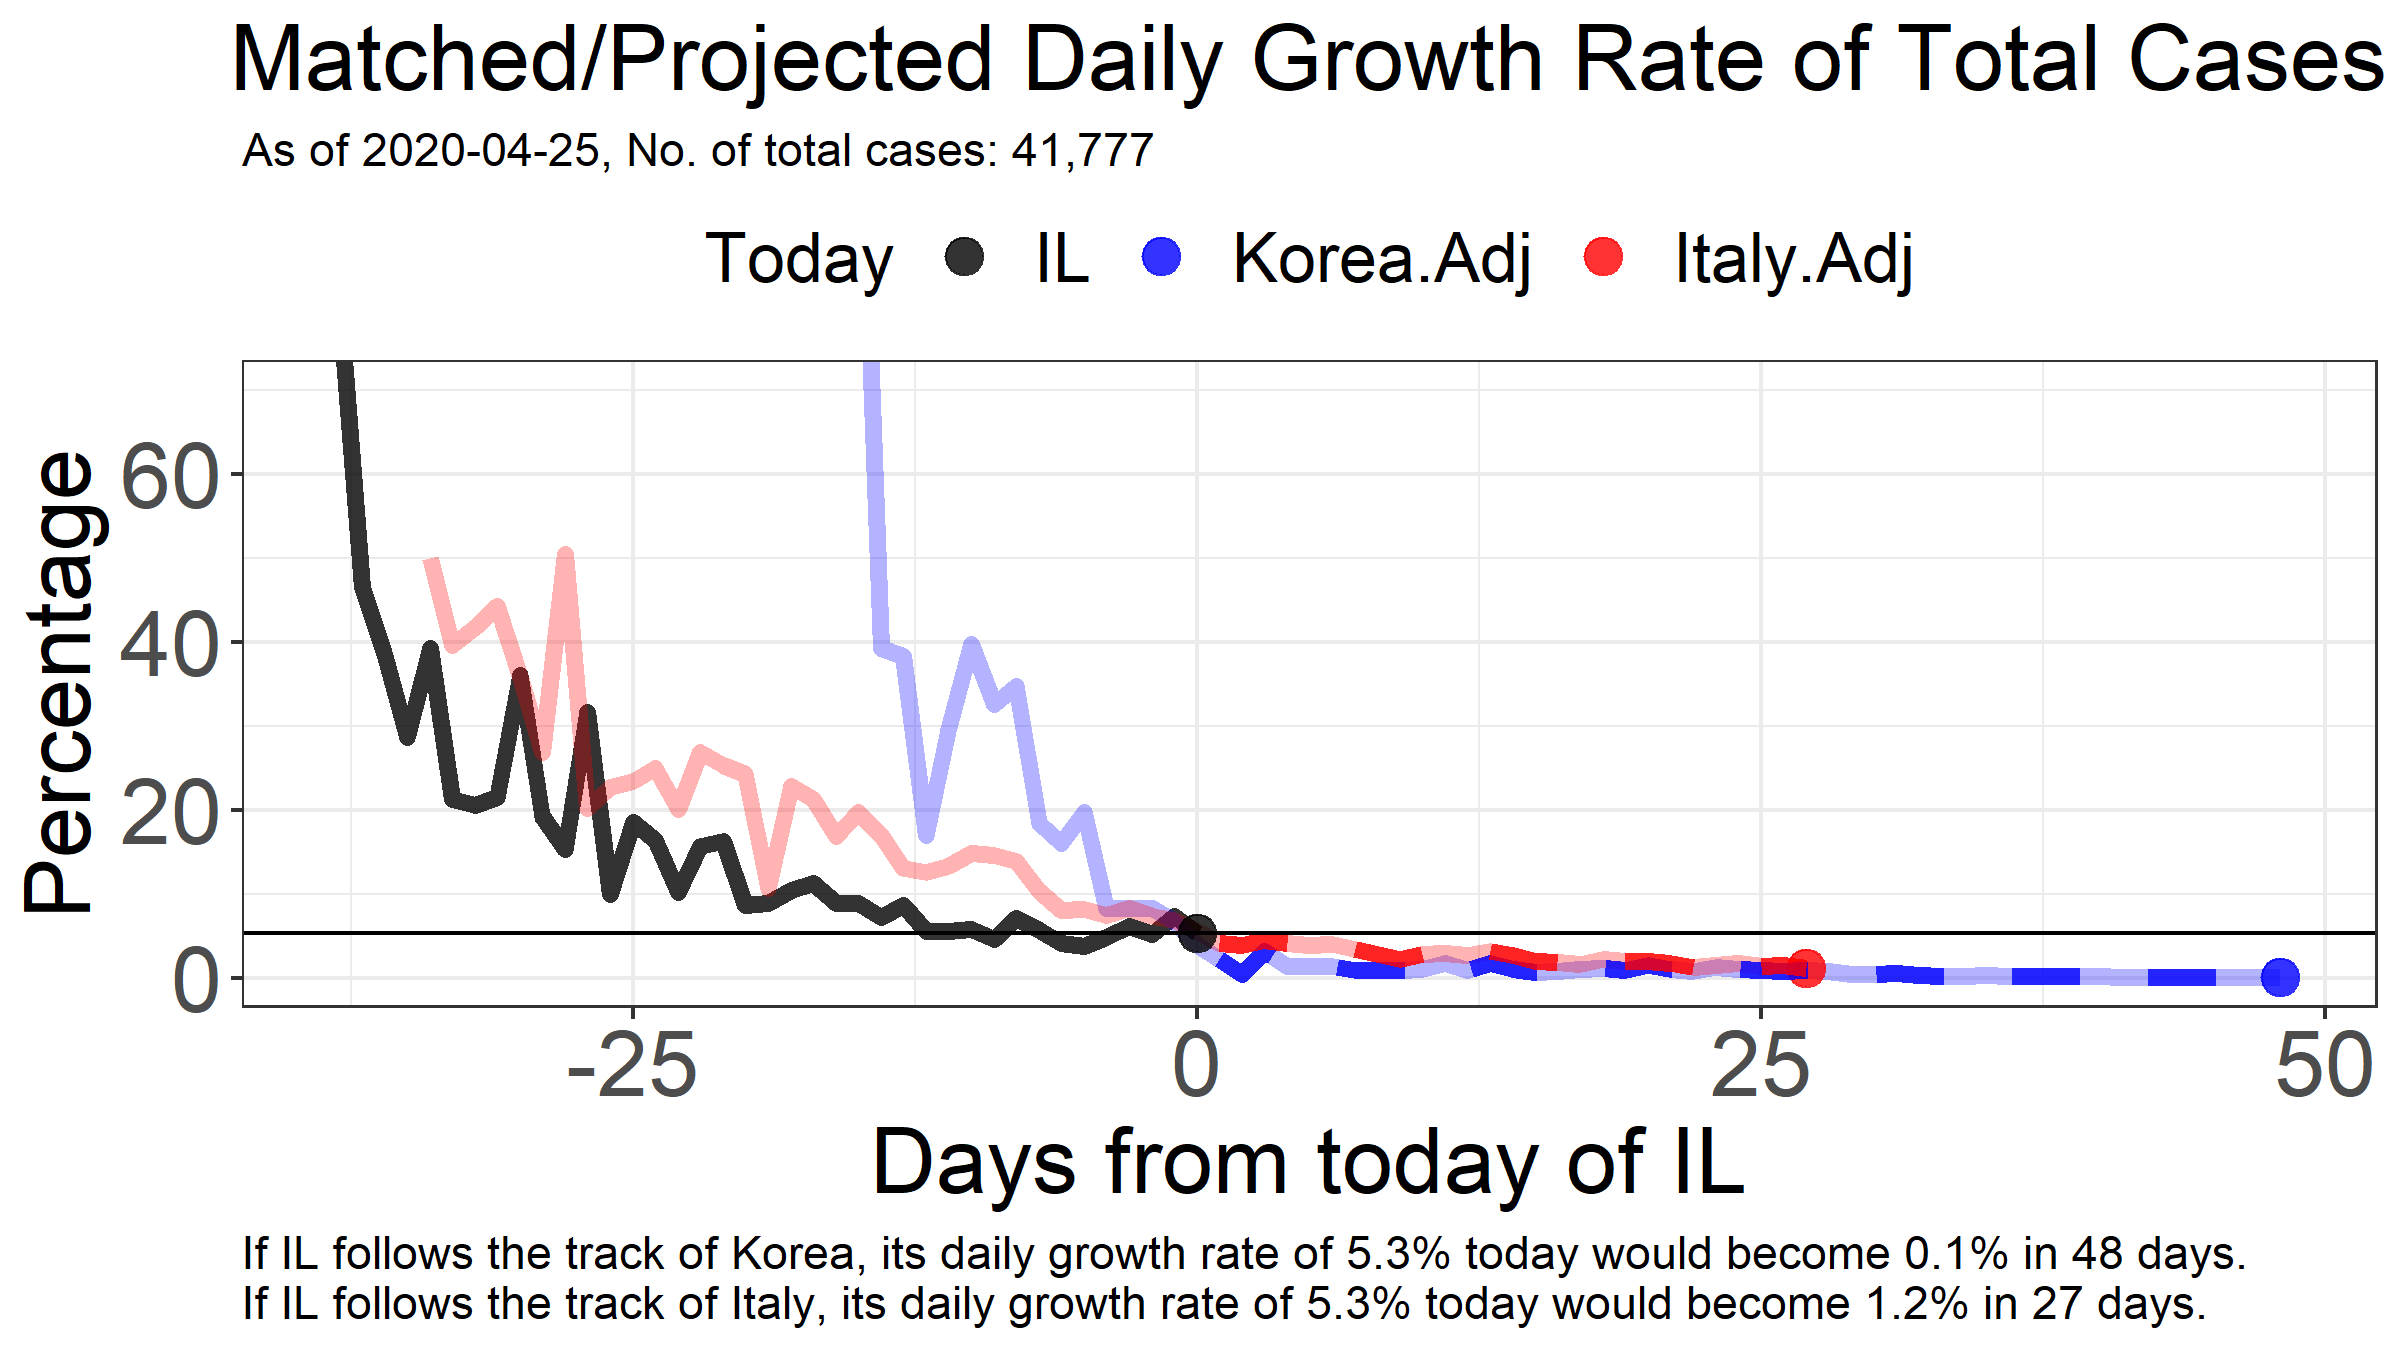 Matched/Projected Daily Growth Rate of Total Cases
As of 2020-04-25, No. of total cases: 41,777
Today IL Korea.Adj Italy.Adj
Percentage
60
40
20
0
-25 0 25 50
Days from today of IL
If IL follows the track of Korea, its daily growth rate of 5.3% today would become 0.1% in 48 days.
If IL follows the track of Italy, its daily growth rate of 5.3% today would become 1.2% in 27 days.